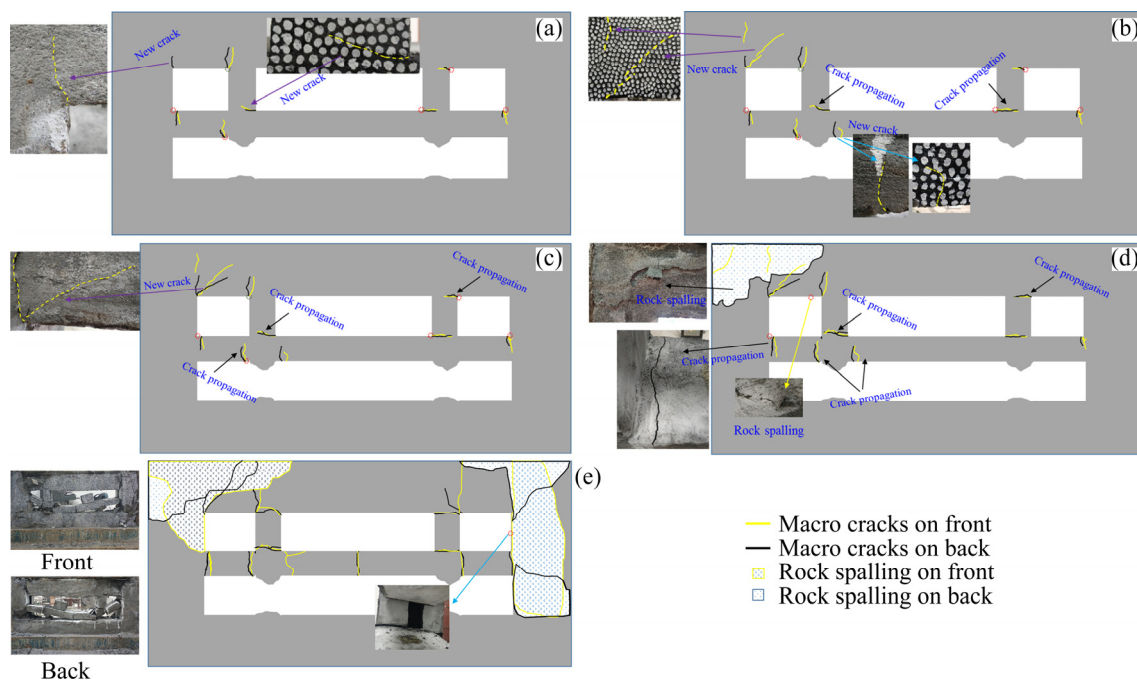 (a)
New crack
New crack
(b)
New crack
Crack propagation
Crack propagation
New crack
(c)
New crack
Crack propagation
Crack propagation
Crack propagation
(d)
Rock spalling
Crack propagation
Crack propagation
Crack propagation
Rock spalling
(e)
Front
Back
Macro cracks on front
Macro cracks on back
Rock spalling on front
Rock spalling on back